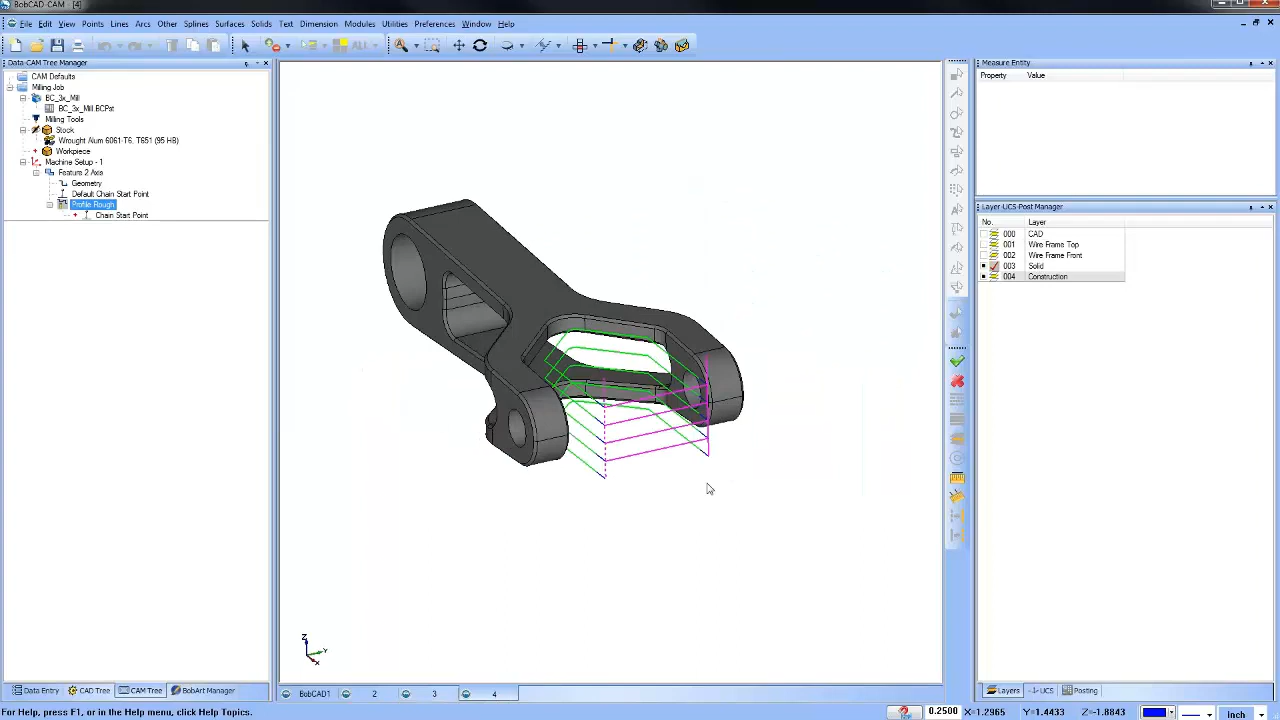 BobCAD-CAM - [4]
File Edit View Points Lines Arcs Other Splines Surfaces Solids Text Dimension Modules Utilities Preferences Window Help
ALL
Data-CAM Tree Manager
CAM Defaults
Milling Job
BC_3x_Mill
BC_3x_Mill.BCPst
Milling Tools
Stock
Wrought Alum 6061-T6, T651 (95 HB)
Workpiece
Machine Setup - 1
Feature 2 Axis
Geometry
Default Chain Start Point
Profile Rough
Chain Start Point
Measure Entity
Property Value
Layer-UCS-Post Manager
No. Layer
000 CAD
001 Wire Frame Top
002 Wire Frame Front
003 Solid
004 Construction
Z
Y
X
Data Entry CAD Tree CAM Tree BobArt Manager
BobCAD1 2 3 4
Layers UCS Posting
For Help, press F1, or in the Help menu, click Help Topics.
0.2500 X=1.2965 Y=1.4433 Z=-1.8843 Inch